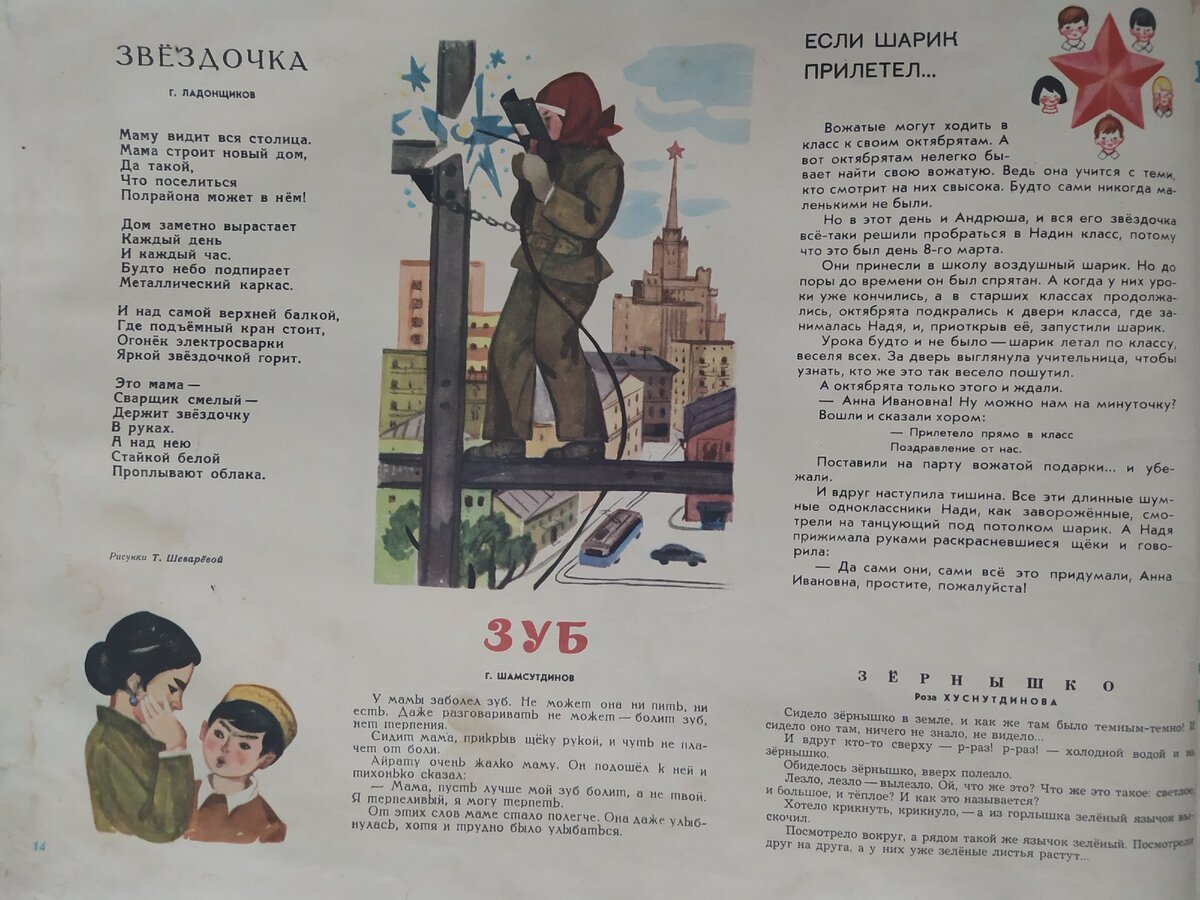 ЗВЁЗДОЧКА
Г. ЛАДОНЩИКОВ
Маму видит вся столица.
Мама строит новый дом,
Да такой,
Что поселиться
Полрайона может в нём!
Дом заметно вырастает
Каждый день
И каждый час.
Будто небо подпирает
Металлический каркас.
И над самой верхней балкой,
Где подъёмный кран стоит,
Огонёк электросварки
Яркой звёздочкой горит.
Это мама —
Сварщик смелый —
Держит звёздочку
В руках.
А над нею
Стайкой белой
Проплывают облака.
Рисунки Т. Шеварёвой
14
ЗУБ
Г. ШАМСУТДИНОВ
У мамы заболел зуб. Не может она ни пить, ни
есть. Даже разговаривать не может — болит зуб,
нет терпения.
Сидит мама, прикрыв щёку рукой, и чуть не пла-
чет от боли.
Айрату очень жалко маму. Он подошёл к ней и
тихонько сказал:
— Мама, пусть лучше мой зуб болит, а не твой.
Я терпеливый, я могу терпеть.
От этих слов маме стало полегче. Она даже улыб-
нулась, хотя и трудно было улыбаться.
ЕСЛИ ШАРИК
ПРИЛЕТЕЛ...
Вожатые могут ходить в
класс к своим октябрятам. А
вот октябрятам нелегко бы-
вает найти свою вожатую. Ведь она учится с теми,
кто смотрит на них свысока. Будто сами никогда ма-
ленькими не были.
Но в этот день и Андрюша, и вся его звёздочка
всё-таки решили пробраться в Надин класс, потому
что это был день 8-го марта.
Они принесли в школу воздушный шарик. Но до
поры до времени он был спрятан. А когда у них уро-
ки уже кончились, а в старших классах продолжа-
лись, октябрята подкрались к двери класса, где за-
нималась Надя, и, приоткрыв её, запустили шарик.
Урока будто и не было — шарик летал по классу,
веселя всех. За дверь выглянула учительница, чтобы
узнать, кто же это так весело пошутил.
А октябрята только этого и ждали.
— Анна Ивановна! Ну можно нам на минуточку?
Вошли и сказали хором:
— Прилетело прямо в класс
Поздравление от нас.
Поставили на парту вожатой подарки... и убе-
жали.
И вдруг наступила тишина. Все эти длинные шум-
ные одноклассники Нади, как заворожённые, смо-
трели на танцующий под потолком шарик. А Надя
прижимала руками раскрасневшиеся щёки и гово-
рила:
— Да сами они, сами всё это придумали, Анна
Ивановна, простите, пожалуйста!
ЗЁРНЫШКО
Роза ХУСНУТДИНОВА
Сидело зёрнышко в земле, и как же там было темным-темно! И
сидело оно там, ничего не знало, не видело...
И вдруг кто-то сверху — р-раз! р-раз! — холодной водой и на
зёрнышко.
Обиделось зёрнышко, вверх полезло.
Лезло, лезло — вылезло. Ой, что же это? Что же это такое: светлое,
и большое, и тёплое? И как это называется?
Хотело крикнуть, крикнуло, — а из горлышка зелёный язычок вы-
скочил.
Посмотрело вокруг, а рядом такой же язычок зелёный. Посмотрели
друг на друга, а у них уже зелёные листья растут...